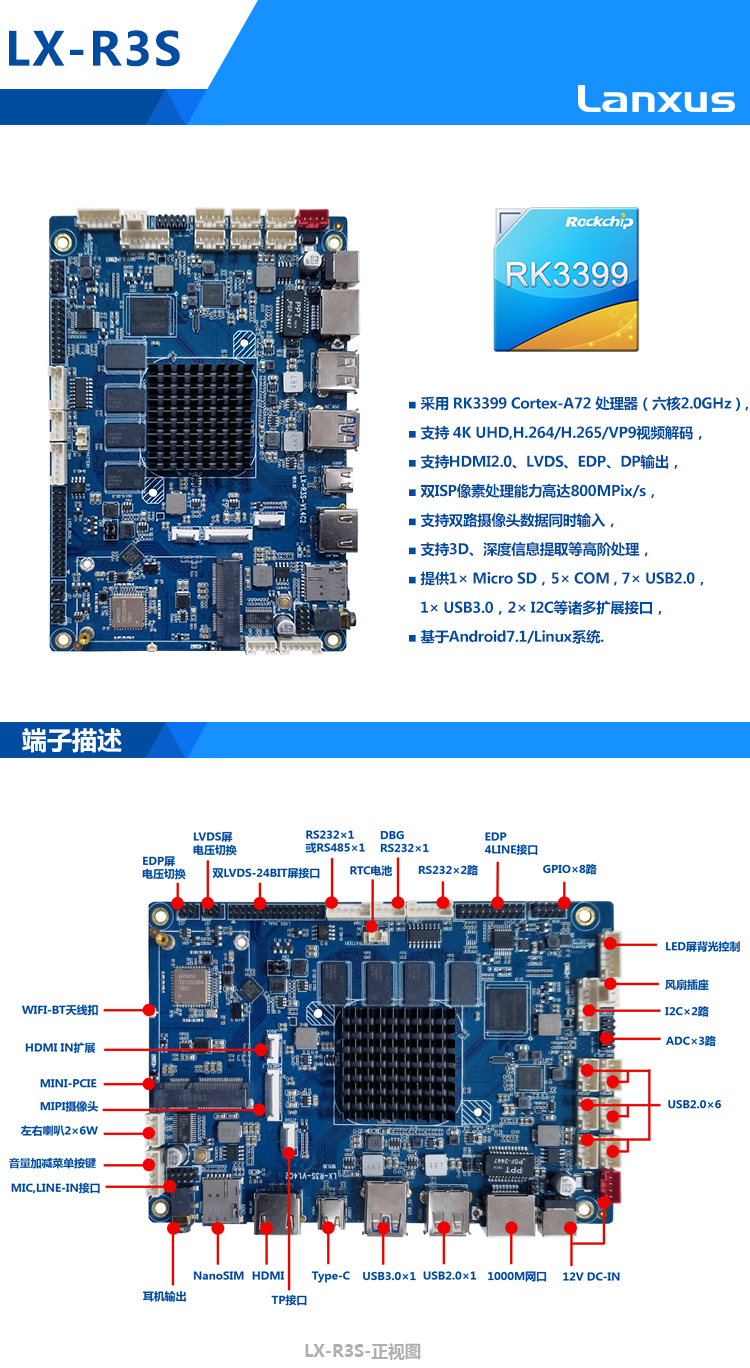 LX-R3S
Lanxus
Rockchip
RK3399
■ 采用 RK3399 Cortex-A72 处理器（六核2.0GHz），
■ 支持 4K UHD,H.264/H.265/VP9视频解码，
■ 支持HDMI2.0、LVDS、EDP、DP输出，
■ 双ISP像素处理能力高达800MPix/s，
■ 支持双路摄像头数据同时输入，
■ 支持3D、深度信息提取等高阶处理，
■ 提供1× Micro SD，5× COM，7× USB2.0，
1× USB3.0，2× I2C等诸多扩展接口，
■ 基于Android7.1/Linux系统.
PPT
LX-R3S-V1.4C2
端子描述
EDP屏
电压切换
LVDS屏
电压切换
双LVDS-24BIT屏接口
RS232×1
或RS485×1
RTC电池
DBG
RS232×1
RS232×2路
EDP
4LINE接口
GPIO×8路
LED屏背光控制
风扇插座
I2C×2路
ADC×3路
USB2.0×6
WIFI-BT天线扣
HDMI IN扩展
MINI-PCIE
MIPI摄像头
左右喇叭2×6W
音量加减菜单按键
MIC,LINE-IN接口
PPT
LX-R3S-V1.4C2
耳机输出
NanoSIM
HDMI
TP接口
Type-C
USB3.0×1
USB2.0×1
1000M网口
12V DC-IN
LX-R3S-正视图